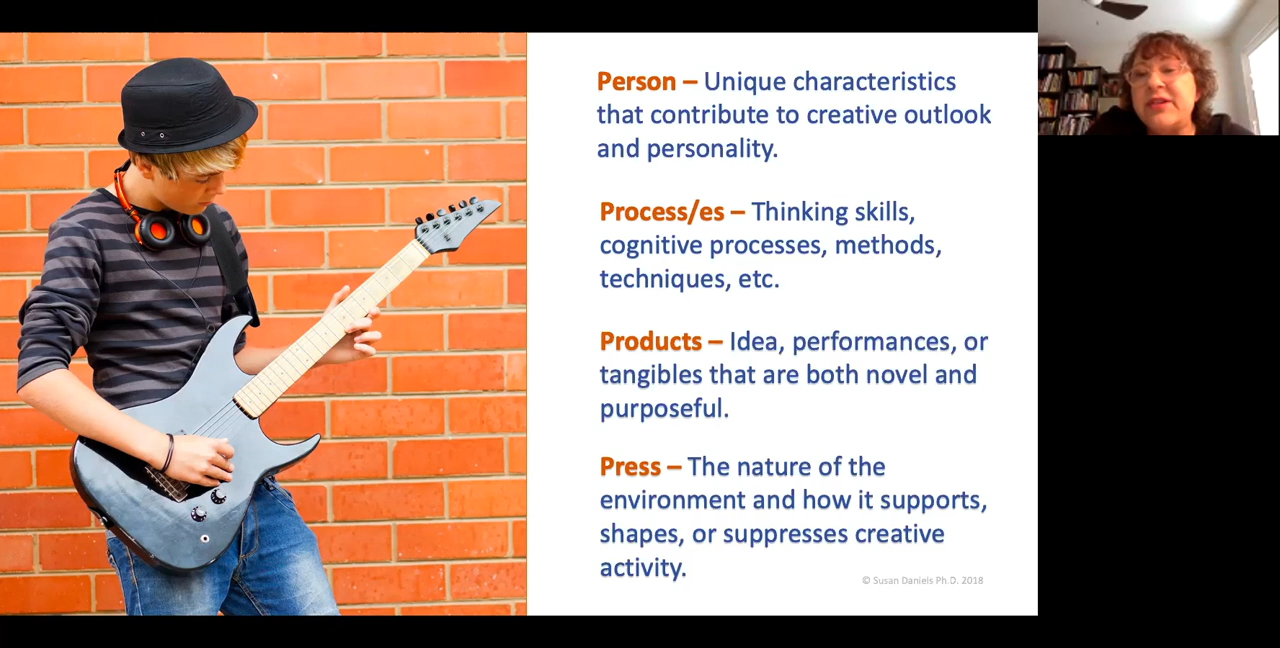 Person – Unique characteristics
that contribute to creative outlook
and personality.
Process/es – Thinking skills,
cognitive processes, methods,
techniques, etc.
Products – Idea, performances, or
tangibles that are both novel and
purposeful.
Press – The nature of the
environment and how it supports,
shapes, or suppresses creative
activity.
© Susan Daniels Ph.D. 2018